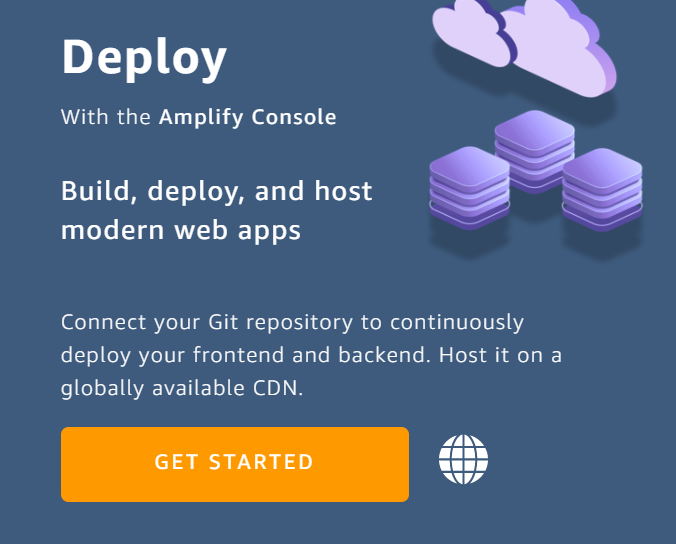 Deploy
With the Amplify Console
Build, deploy, and host
modern web apps
Connect your Git repository to continuously
deploy your frontend and backend. Host it on a
globally available CDN.
GET STARTED